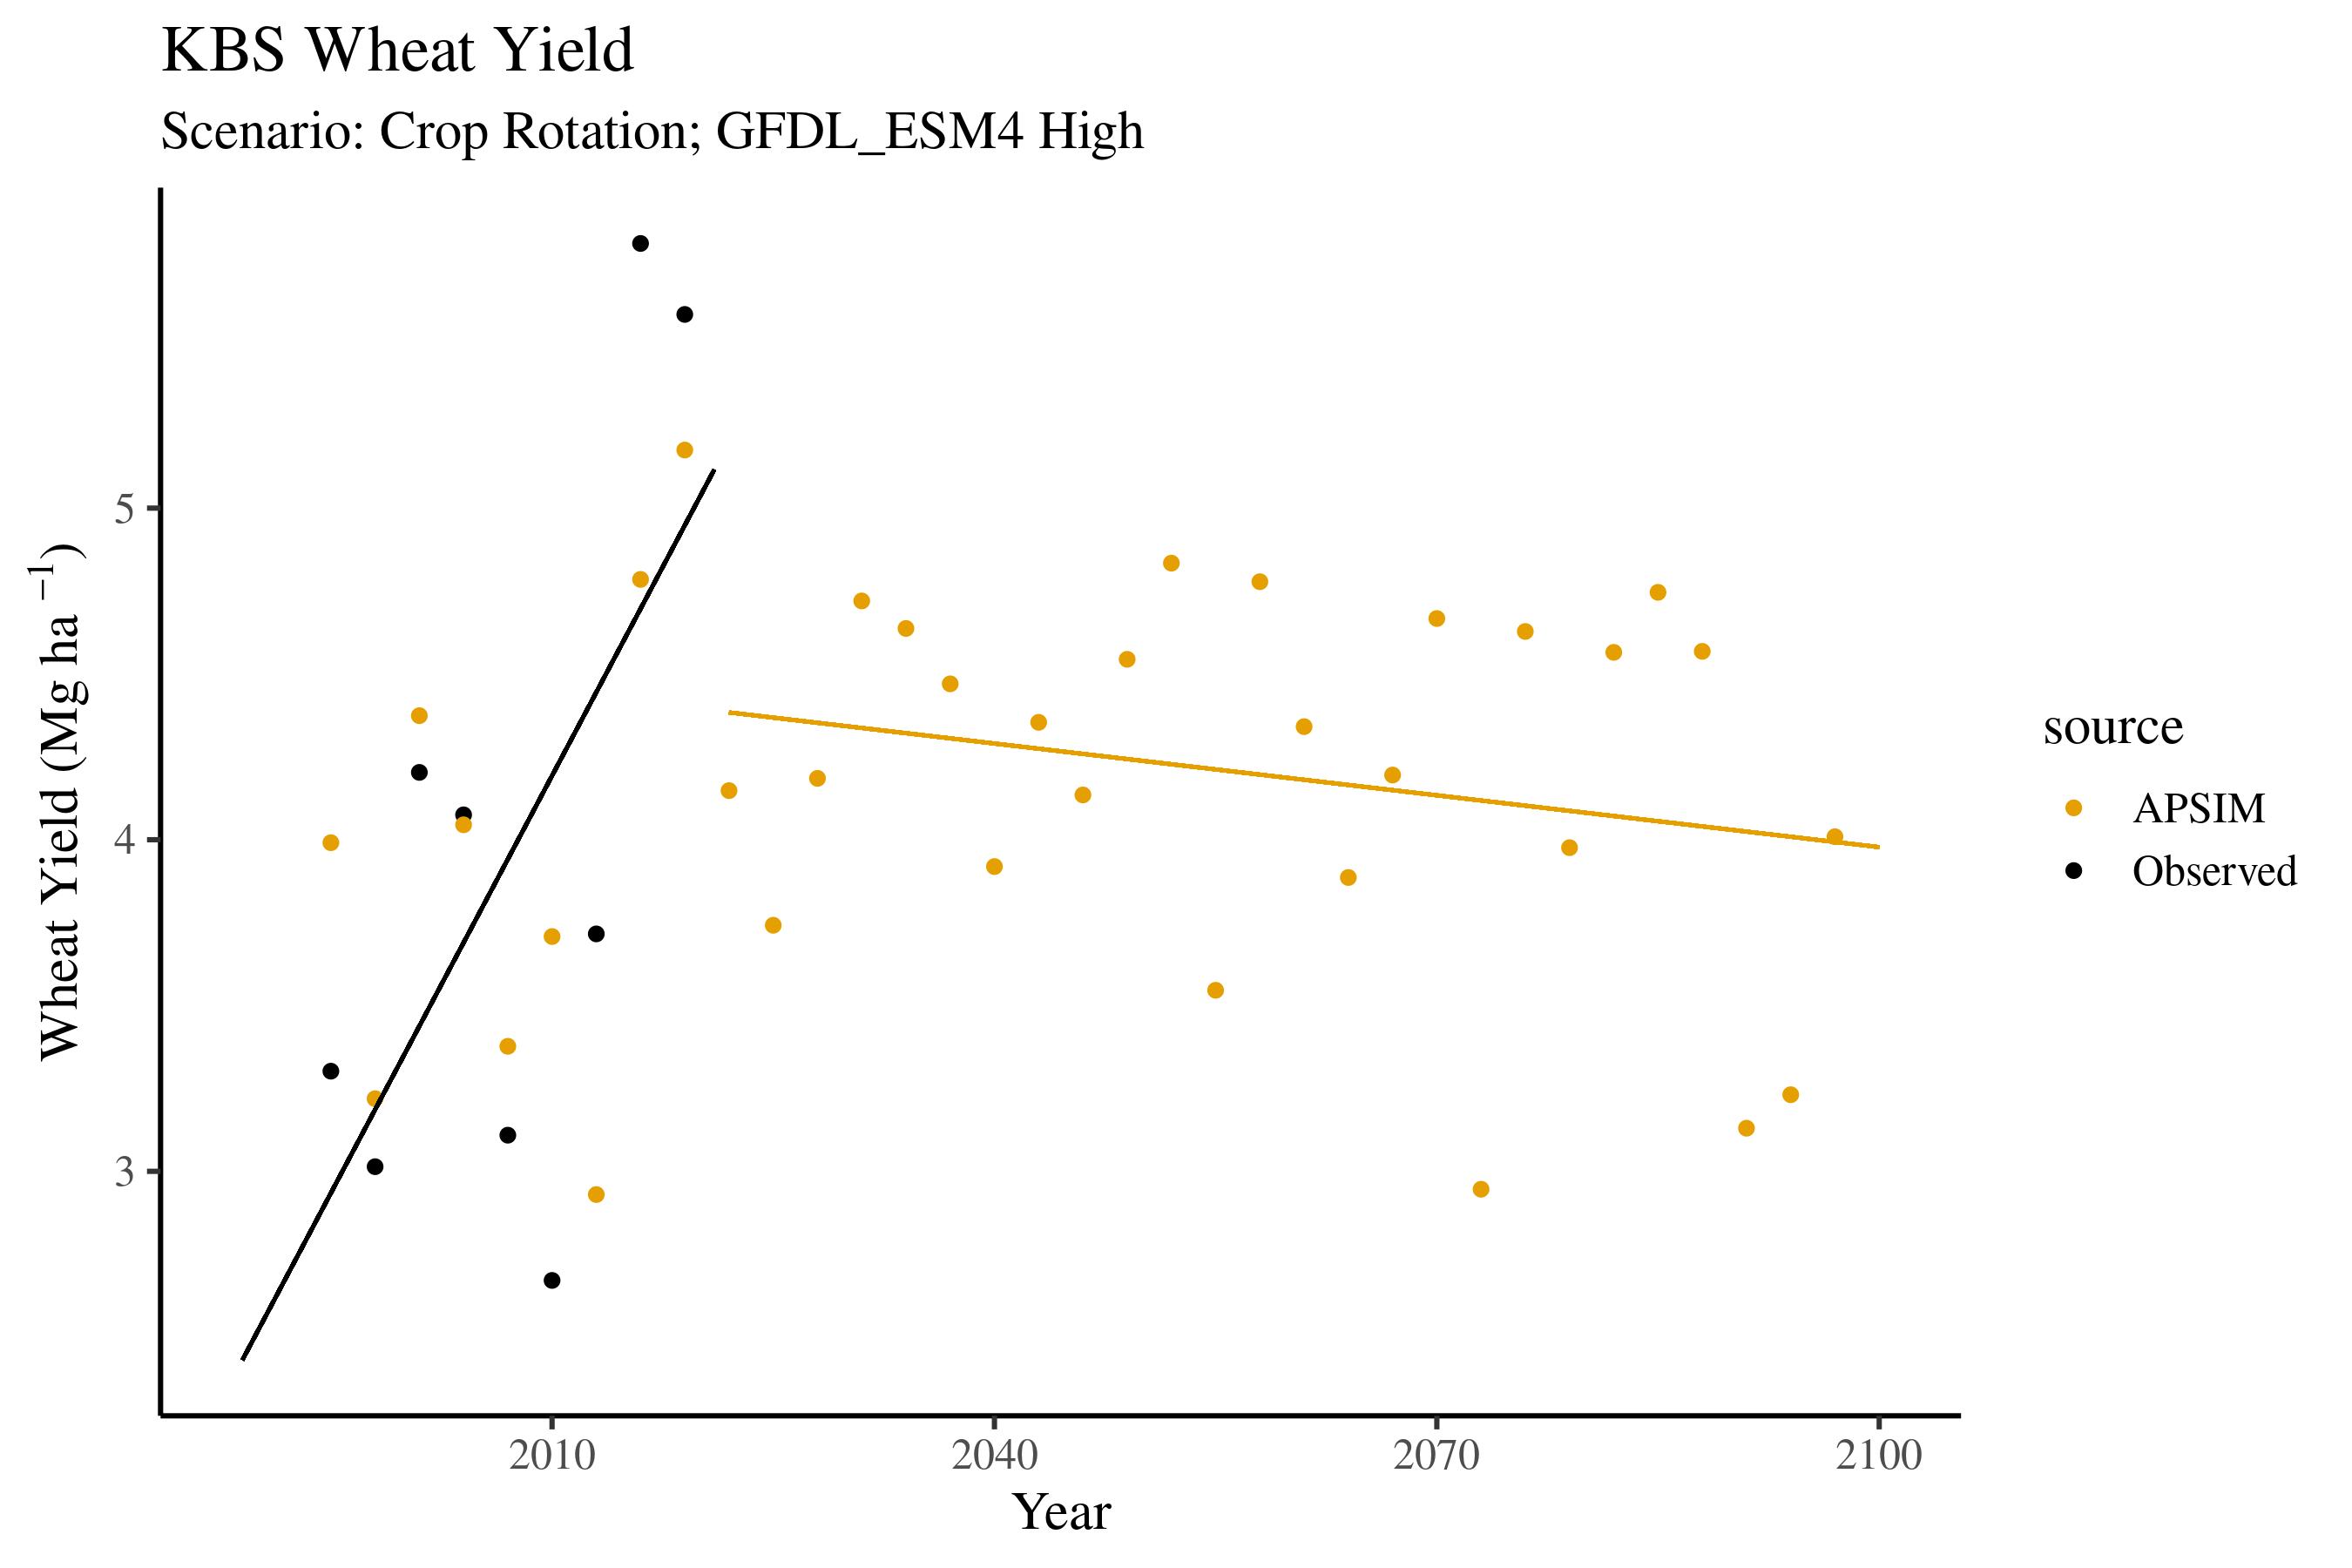 KBS Wheat Yield
Scenario: Crop Rotation; GFDL_ESM4 High
Wheat Yield (Mg ha⁻¹)
5
4
3
2010 2040 2070 2100
Year
source
APSIM
Observed